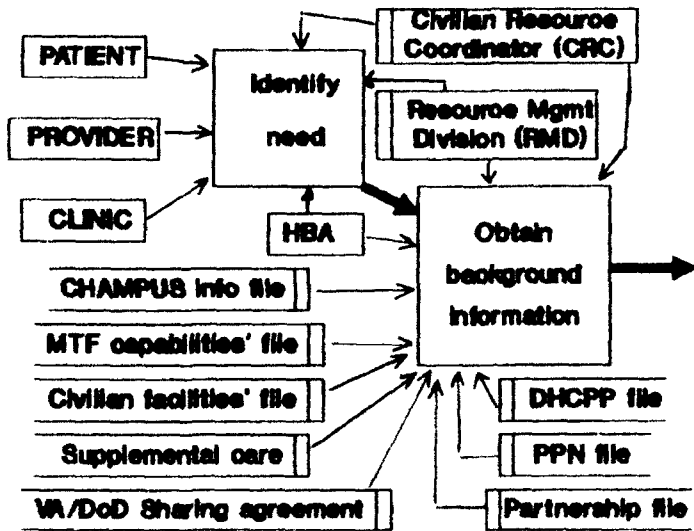 Civilian Resource
Coordinator (CRC)
PATIENT
Identify
need
Resource Mgmt
Division (RMD)
PROVIDER
CLINIC
HBA
Obtain
background
information
CHAMPUS info file
MTF capabilities' file
Civilian facilities' file
DHCPP file
Supplemental care
PPN file
VA/DoD Sharing agreement
Partnership file